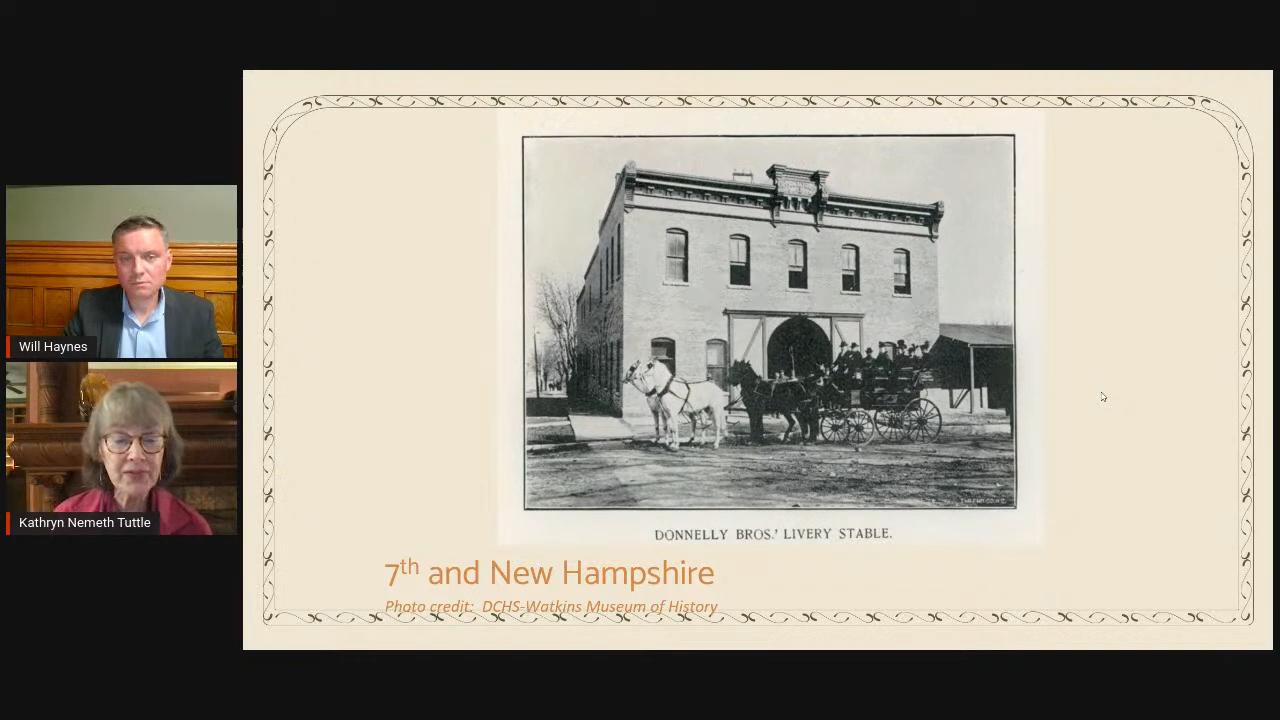 Will Haynes
Kathryn Nemeth Tuttle
DONNELLY BROS.' LIVERY STABLE.
7th and New Hampshire
Photo credit: DCHS-Watkins Museum of History